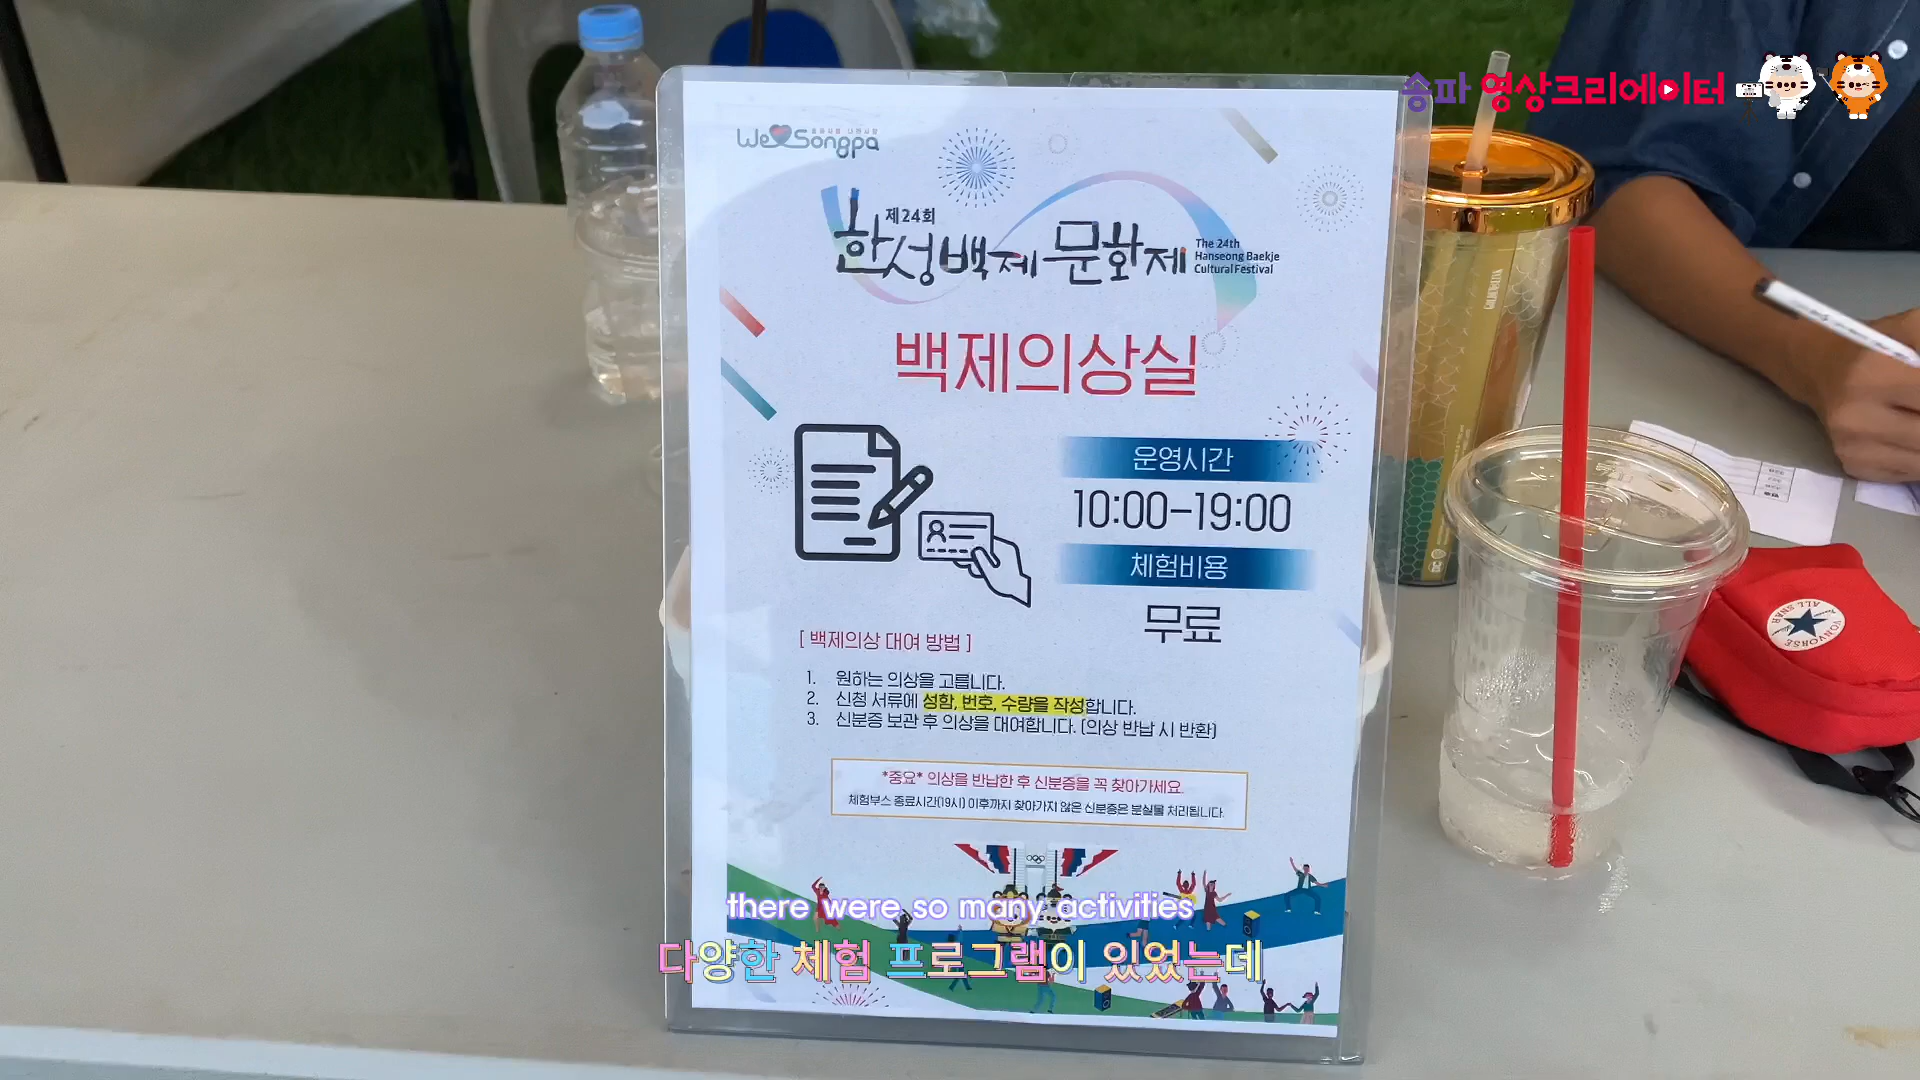 송파 영상크리에이터
We Songpa
제24회
한성백제문화제
The 24th
Hanseong Baekje
Cultural Festival
백제의상실
운영시간
10:00-19:00
체험비용
무료
[ 백제의상 대여 방법 ]
1. 원하는 의상을 고릅니다.
2. 신청 서류에 성함, 번호, 수량을 작성합니다.
3. 신분증 보관 후 의상을 대여합니다. (의상 반납 시 반환)
*중요* 의상을 반납한 후 신분증을 꼭 찾아가세요.
체험부스 종료시간(19시) 이후까지 찾아가지 않은 신분증은 분실물 처리됩니다.
there were so many activities
다양한 체험 프로그램이 있었는데